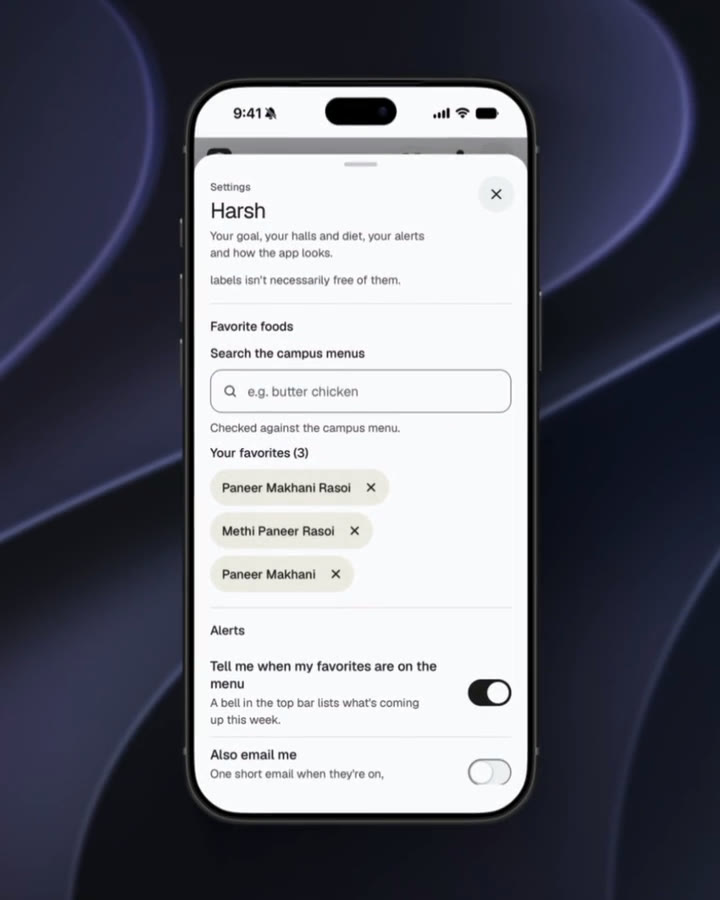 9:41
Settings
Harsh
Your goal, your halls and diet, your alerts
and how the app looks.
labels isn't necessarily free of them.
Favorite foods
Search the campus menus
e.g. butter chicken
Checked against the campus menu.
Your favorites (3)
Paneer Makhani Rasoi
Methi Paneer Rasoi
Paneer Makhani
Alerts
Tell me when my favorites are on the
menu
A bell in the top bar lists what's coming
up this week.
Also email me
One short email when they're on,